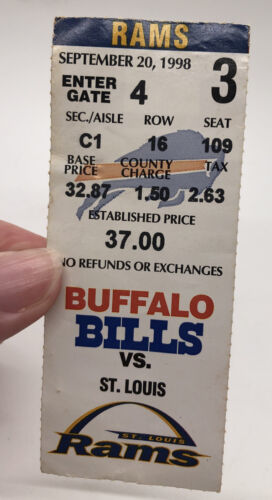 RAMS
SEPTEMBER 20, 1998
3
ENTER
GATE 4
SEC./AISLE ROW SEAT
C1 16 109
BASE COUNTY TAX
PRICE CHARGE
32.87 1.50 2.63
ESTABLISHED PRICE
37.00
NO REFUNDS OR EXCHANGES
BUFFALO
BILLS
VS.
ST. LOUIS
ST. LOUIS
Rams